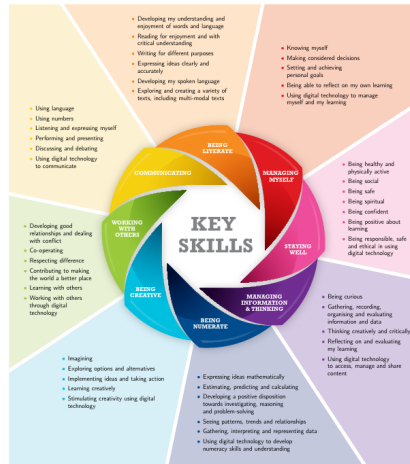 Developing my understanding and
enjoyment of words and language
Reading for enjoyment and with
critical understanding
Writing for different purposes
Expressing ideas clearly and
accurately
Developing my spoken language
Exploring and creating a variety of
texts, including multi-modal texts
Knowing myself
Making considered decisions
Setting and achieving
personal goals
Being able to reflect on my own learning
Using digital technology to manage
myself and my learning
Using language
Using numbers
Listening and expressing myself
Performing and presenting
Discussing and debating
Using digital technology
to communicate
Being healthy and
physically active
Being social
Being safe
Being spiritual
Being confident
Being positive about
learning
Being responsible, safe
and ethical in using
digital technology
BEING
LITERATE
MANAGING
MYSELF
COMMUNICATING
STAYING
WELL
WORKING
WITH
OTHERS
KEY
SKILLS
MANAGING
INFORMATION
& THINKING
BEING
CREATIVE
BEING
NUMERATE
Developing good
relationships and dealing
with conflict
Co-operating
Respecting difference
Contributing to making
the world a better place
Learning with others
Working with others
through digital
technology
Being curious
Gathering, recording,
organising and evaluating
information and data
Thinking creatively and critically
Reflecting on and evaluating
my learning
Using digital technology
to access, manage and share
content
Imagining
Exploring options and alternatives
Implementing ideas and taking action
Learning creatively
Stimulating creativity using digital
technology
Expressing ideas mathematically
Estimating, predicting and calculating
Developing a positive disposition
towards investigating, reasoning
and problem-solving
Seeing patterns, trends and relationships
Gathering, interpreting and representing data
Using digital technology to develop
numeracy skills and understanding